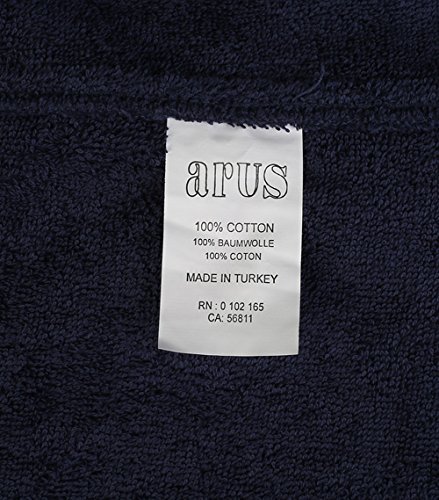 arus
100% COTTON
100% BAUMWOLLE
100% COTON
MADE IN TURKEY
RN : 0 102 165
CA: 56811